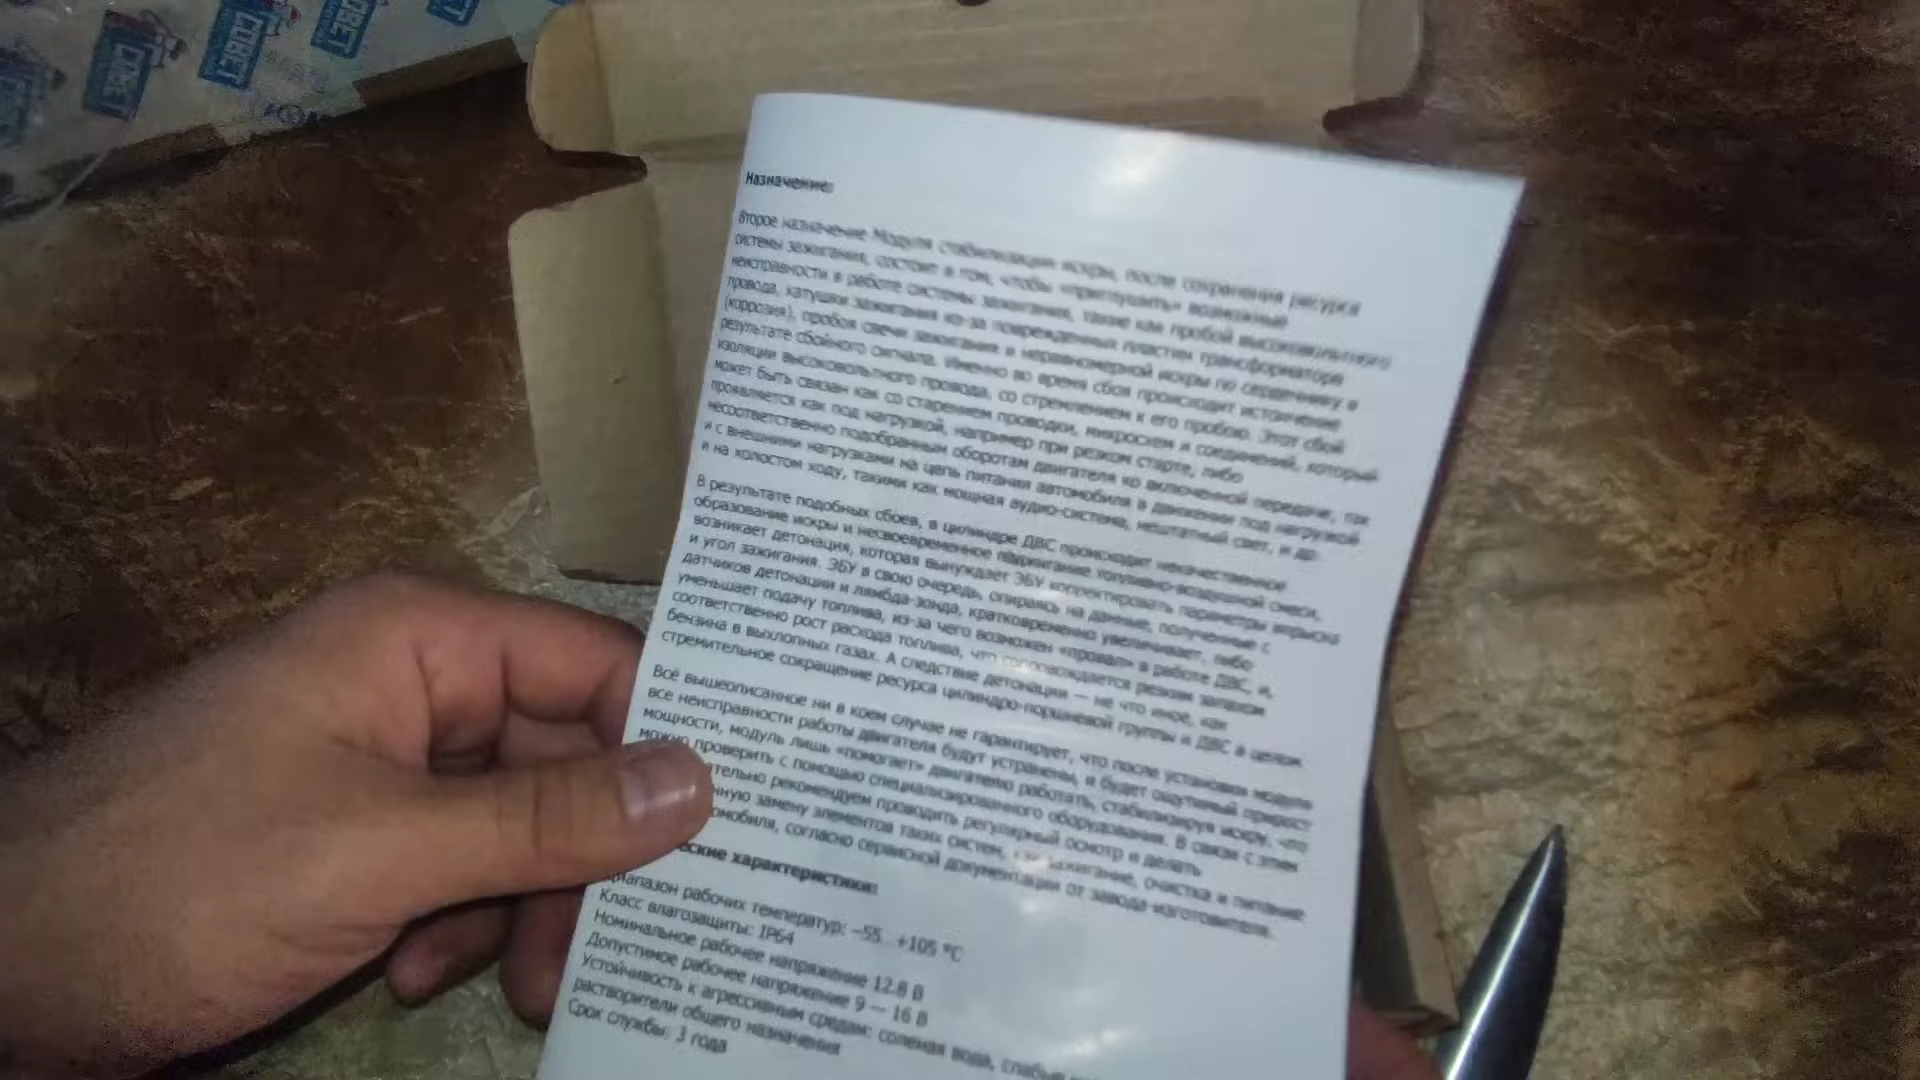 СОВЕТ
СОВЕТ
СОВЕТ
Назначение:
Второе назначение Модуля стабилизации искры, после сохранения ресурса
системы зажигания, состоит в том, чтобы «приглушить» возможные
неисправности в работе системы зажигания, такие как пробой высоковольтного
провода, катушки зажигания из-за поврежденных пластин трансформатора
(коррозия), пробоя свечи зажигания и неравномерной искры по сердечнику в
результате сбойного сигнала. Именно во время сбоя происходит истончение
изоляции высоковольтного провода, со стремлением к его пробою. Этот сбой
может быть связан как со старением проводки, микросхем и соединений, который
проявляется как под нагрузкой, например при резком старте, либо
несоответственно подобранным оборотам двигателя ко включенной передаче, так
и с внешними нагрузками на цепь питания автомобиля в движении под нагрузкой
и на холостом ходу, такими как мощная аудио-система, нештатный свет, и др.
В результате подобных сбоев, в цилиндре ДВС происходит некачественное
образование искры и несвоевременное поджигание топливно-воздушной смеси,
возникает детонация, которая вынуждает ЭБУ корректировать параметры впрыска
и угол зажигания. ЭБУ в свою очередь, опираясь на данные, полученные с
датчиков детонации и лямбда-зонда, кратковременно увеличивает, либо
уменьшает подачу топлива, из-за чего возможен «провал» в работе ДВС, и,
соответственно рост расхода топлива, что сопровождается резким запахом
бензина в выхлопных газах. А следствие детонации — не что иное, как
стремительное сокращение ресурса цилиндро-поршневой группы и ДВС в целом.
Всё вышеописанное ни в коем случае не гарантирует, что после установки модуля
все неисправности работы двигателя будут устранены, и будет ощутимый прирост
мощности, модуль лишь «помогает» двигателю работать, стабилизируя искру, что
можно проверить с помощью специализированного оборудования. В связи с этим
тельно рекомендуем проводить регулярный осмотр и делать
нную замену элементов таких систем, как зажигание, очистка и питание
омобиля, согласно сервисной документации от завода-изготовителя.
еские характеристики:
Диапазон рабочих температур: −55.. +105 °C
Класс влагозащиты: IP64
Номинальное рабочее напряжение 12.8 В
Допустимое рабочее напряжение 9 — 16 В
Устойчивость к агрессивным средам: соленая вода, слабые
растворители общего назначения
Срок службы: 3 года